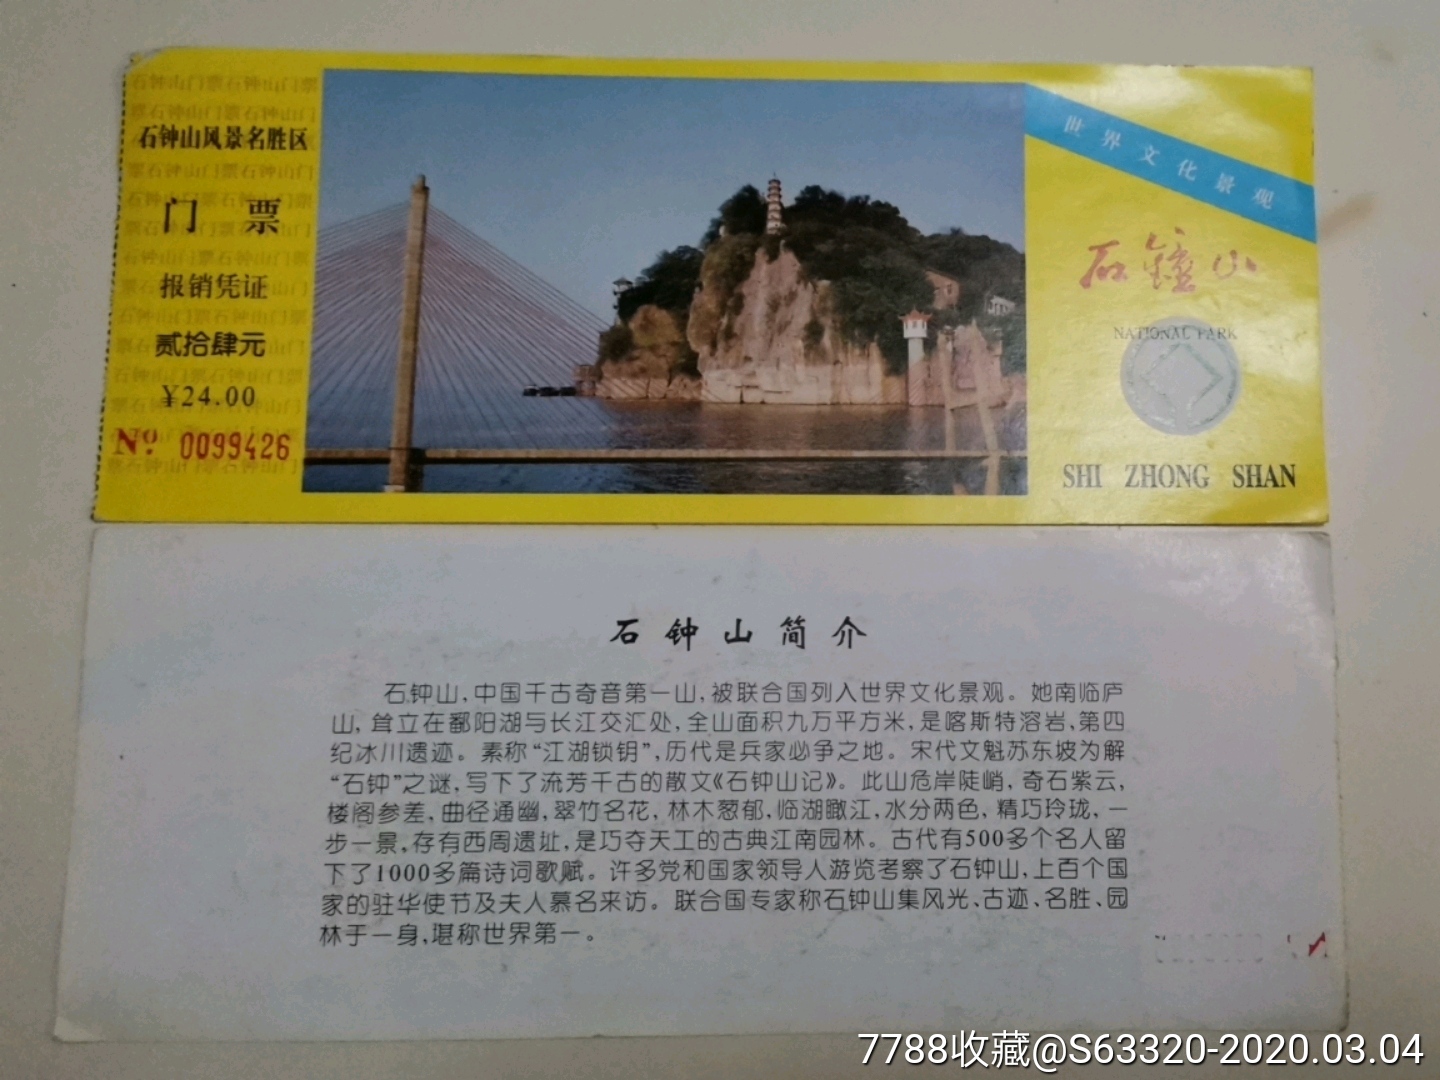 石钟山风景名胜区
门 票
报销凭证
贰拾肆元
¥24.00
Nº 0099426
世界文化景观
石鐘山
NATIONAL PARK
SHI ZHONG SHAN
石钟山简介
石钟山,中国千古奇音第一山,被联合国列入世界文化景观。她南临庐
山,耸立在鄱阳湖与长江交汇处,全山面积九万平方米,是喀斯特溶岩,第四
纪冰川遗迹。素称“江湖锁钥”,历代是兵家必争之地。宋代文魁苏东坡为解
“石钟”之谜,写下了流芳千古的散文《石钟山记》。此山危岸陡峭,奇石紫云,
楼阁参差,曲径通幽,翠竹名花,林木葱郁,临湖瞰江,水分两色,精巧玲珑,一
步一景,存有西周遗址,是巧夺天工的古典江南园林。古代有500多个名人留
下了1000多篇诗词歌赋。许多党和国家领导人游览考察了石钟山,上百个国
家的驻华使节及夫人慕名来访。联合国专家称石钟山集风光、古迹、名胜、园
林于一身,堪称世界第一。
7788收藏@S63320-2020.03.04